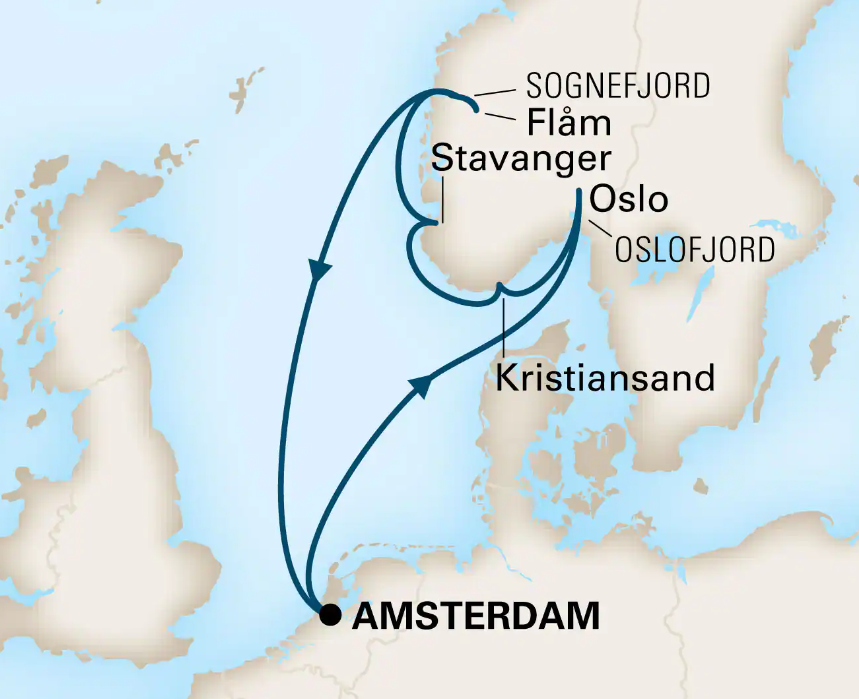 SOGNEFJORD
Flåm
Stavanger
Oslo
OSLOFJORD
Kristiansand
AMSTERDAM